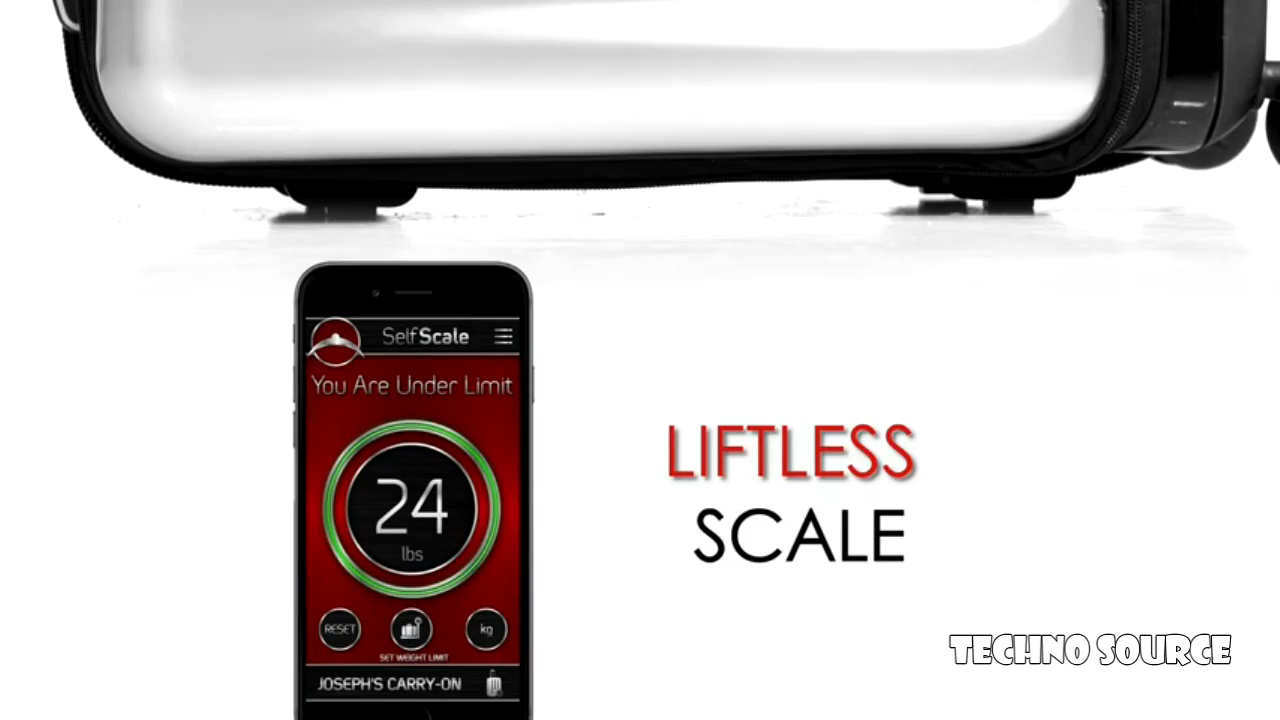 SelfScale
You Are Under Limit
24
lbs
RESET
kg
SET WEIGHT LIMIT
JOSEPH'S CARRY-ON
LIFTLESS
SCALE
TECHNO SOURCE